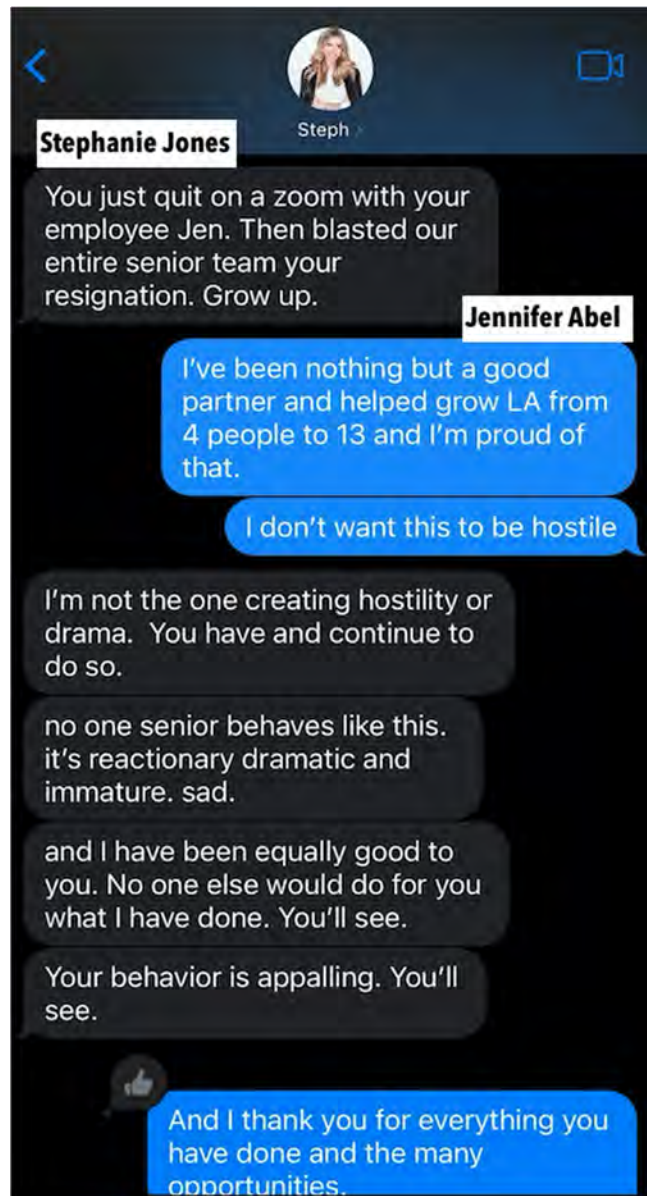 Steph
Stephanie Jones
You just quit on a zoom with your
employee Jen. Then blasted our
entire senior team your
resignation. Grow up.
Jennifer Abel
I've been nothing but a good
partner and helped grow LA from
4 people to 13 and I'm proud of
that.
I don't want this to be hostile
I'm not the one creating hostility or
drama.  You have and continue to
do so.
no one senior behaves like this.
it's reactionary dramatic and
immature. sad.
and I have been equally good to
you. No one else would do for you
what I have done. You'll see.
Your behavior is appalling. You'll
see.
And I thank you for everything you
have done and the many
opportunities.